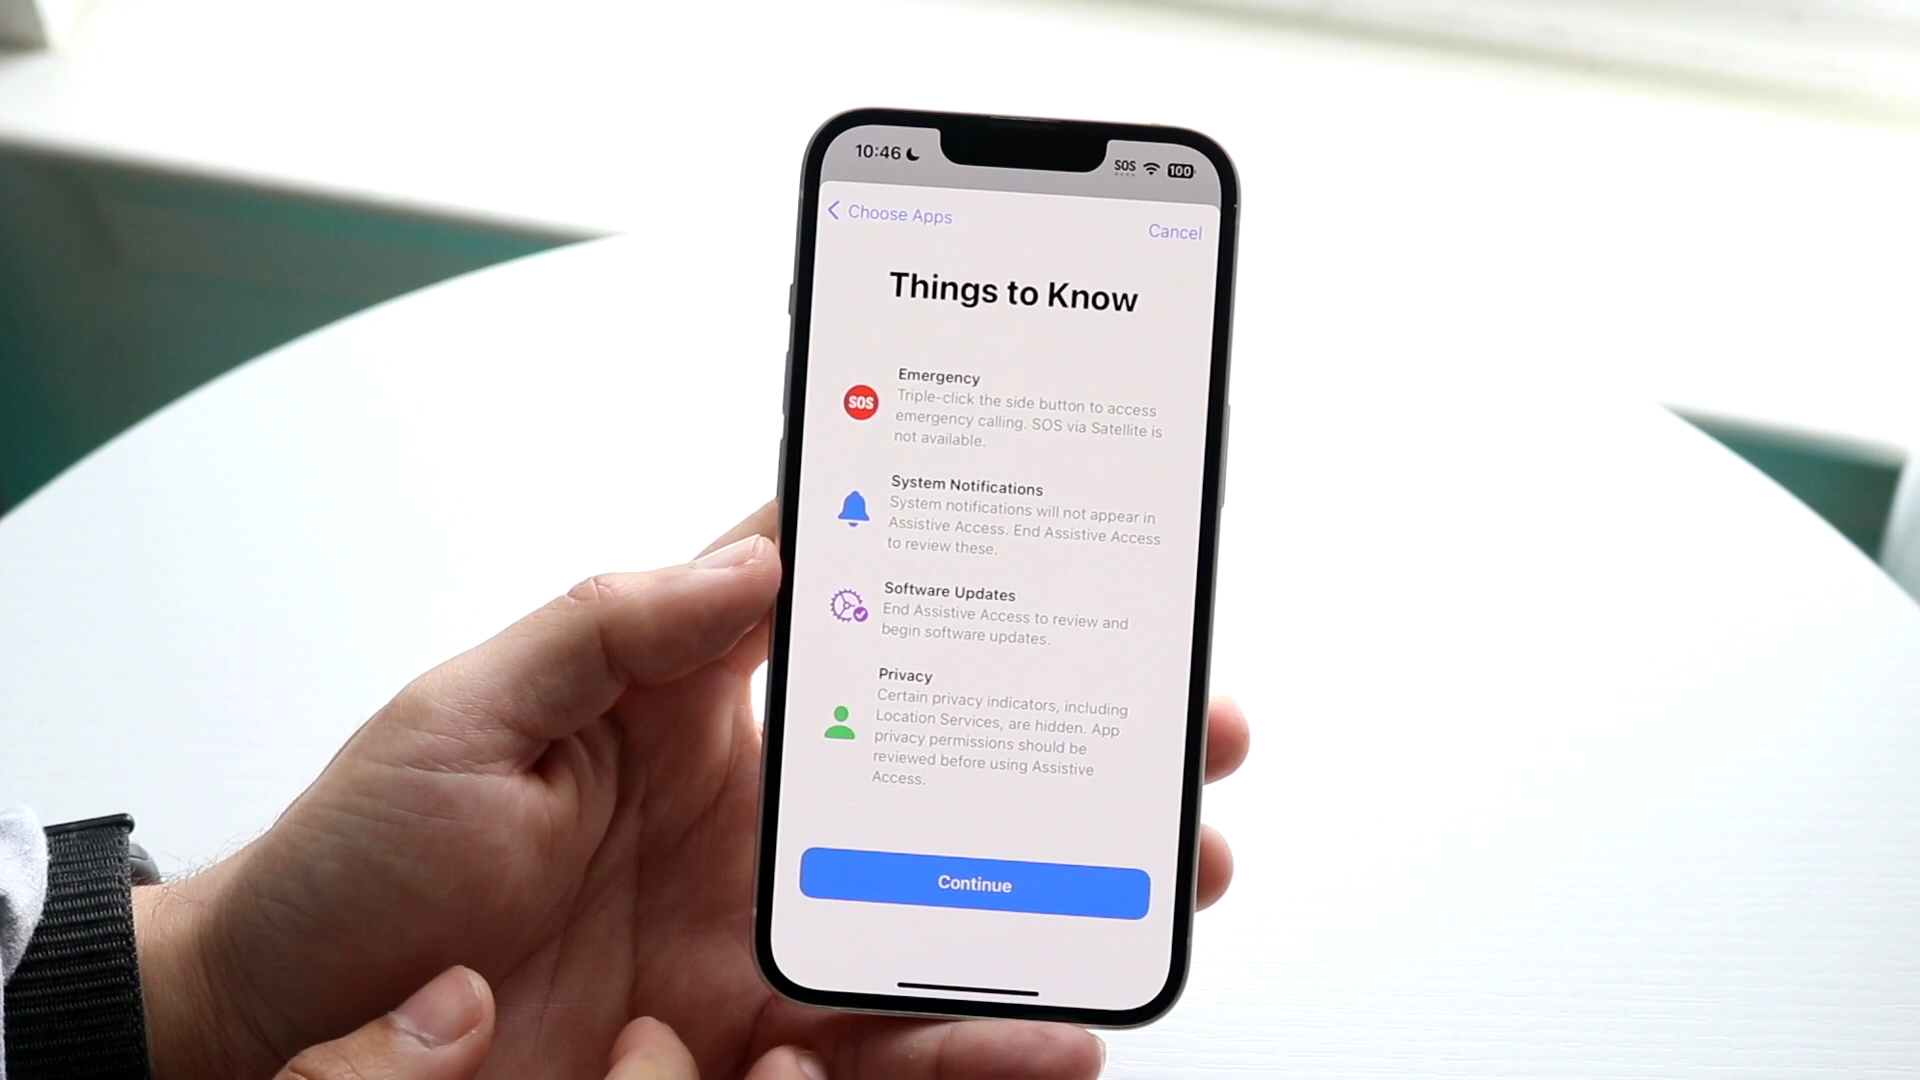 10:46
SOS
100
Choose Apps
Cancel
Things to Know
Emergency
SOS
Triple-click the side button to access
emergency calling. SOS via Satellite is
not available.
System Notifications
System notifications will not appear in
Assistive Access. End Assistive Access
to review these.
Software Updates
End Assistive Access to review and
begin software updates.
Privacy
Certain privacy indicators, including
Location Services, are hidden. App
privacy permissions should be
reviewed before using Assistive
Access.
Continue